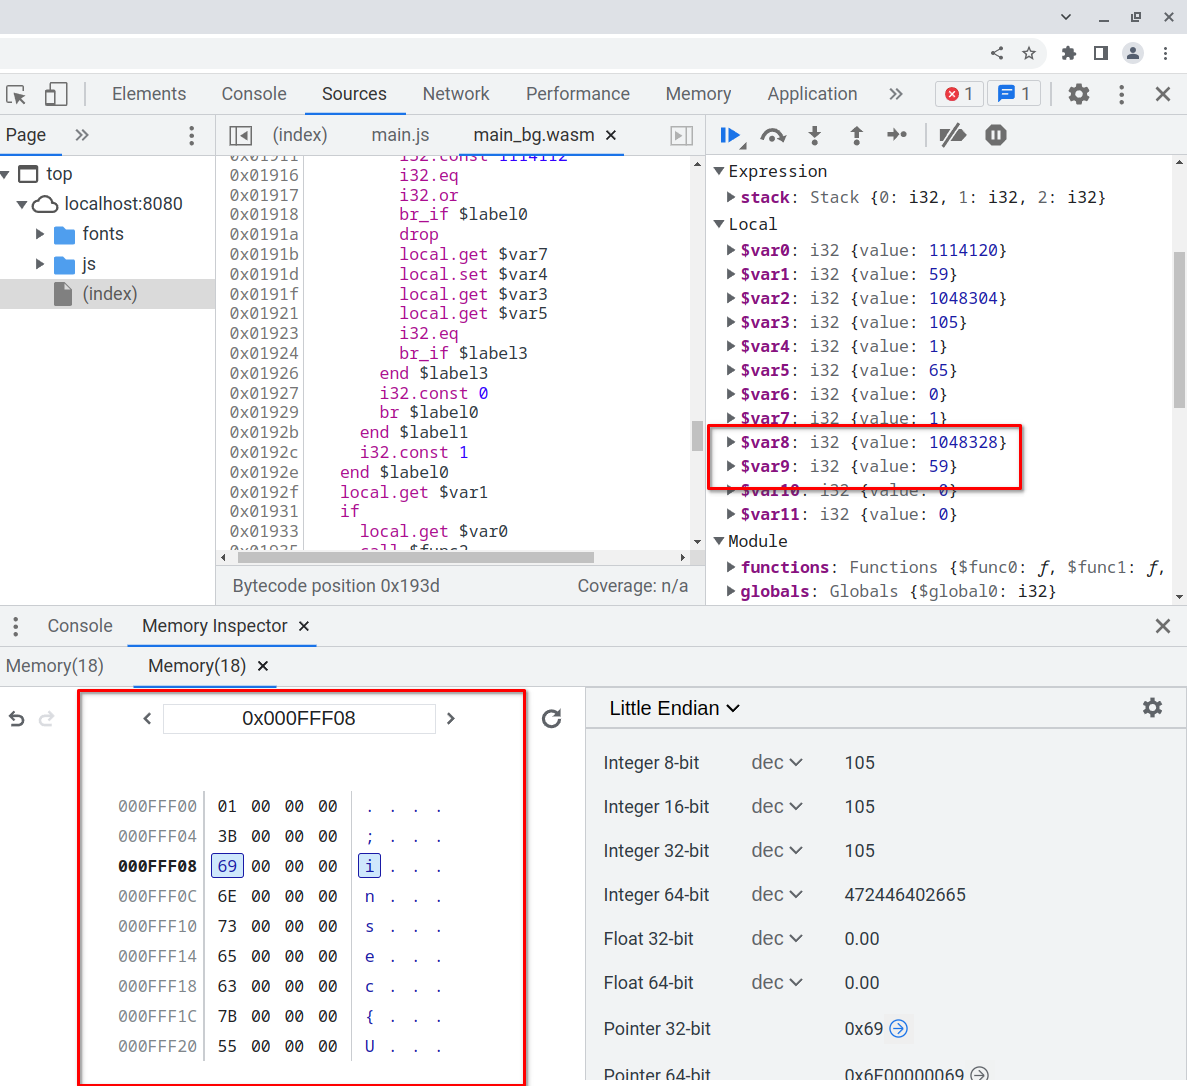 Elements Console Sources Network Performance Memory Application » 1 1
Page » (index) main.js main_bg.wasm ×
top
localhost:8080
fonts
js
(index)
0x01911 i32.const 1114112
0x01916 i32.eq
0x01917 i32.or
0x01918 br_if $label0
0x0191a drop
0x0191b local.get $var7
0x0191d local.set $var4
0x0191f local.get $var3
0x01921 local.get $var5
0x01923 i32.eq
0x01924 br_if $label3
0x01926 end $label3
0x01927 i32.const 0
0x01929 br $label0
0x0192b end $label1
0x0192c i32.const 1
0x0192e end $label0
0x0192f local.get $var1
0x01931 if
0x01933 local.get $var0
0x01935 call $func2
Bytecode position 0x193d Coverage: n/a
Expression
stack: Stack {0: i32, 1: i32, 2: i32}
Local
$var0: i32 {value: 1114120}
$var1: i32 {value: 59}
$var2: i32 {value: 1048304}
$var3: i32 {value: 105}
$var4: i32 {value: 1}
$var5: i32 {value: 65}
$var6: i32 {value: 0}
$var7: i32 {value: 1}
$var8: i32 {value: 1048328}
$var9: i32 {value: 59}
$var10: i32 {value: 0}
$var11: i32 {value: 0}
Module
functions: Functions {$func0: ƒ, $func1: ƒ,
globals: Globals {$global0: i32}
Console Memory Inspector ×
Memory(18) Memory(18) ×
0x000FFF08
000FFF00 01 00 00 00 . . . .
000FFF04 3B 00 00 00 ; . . .
000FFF08 69 00 00 00 i . . .
000FFF0C 6E 00 00 00 n . . .
000FFF10 73 00 00 00 s . . .
000FFF14 65 00 00 00 e . . .
000FFF18 63 00 00 00 c . . .
000FFF1C 7B 00 00 00 { . . .
000FFF20 55 00 00 00 U . . .
Little Endian
Integer 8-bit dec 105
Integer 16-bit dec 105
Integer 32-bit dec 105
Integer 64-bit dec 472446402665
Float 32-bit dec 0.00
Float 64-bit dec 0.00
Pointer 32-bit 0x69
Pointer 64-bit 0x6E00000069